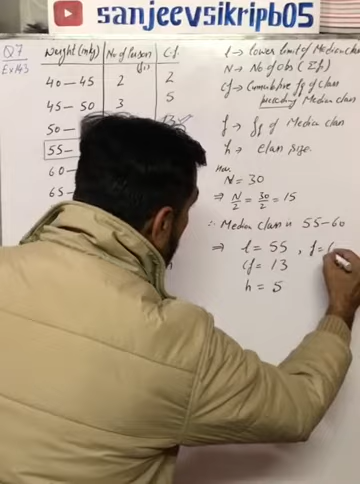 sanjeevsikripb05
Q7
Ex 14.3
Weight (in kg) No of Person (fi) C.f.
40 — 45 2 2
45 — 50 3 5
50 — 13 ✓
55 —
60 —
65 —
l → lower limit of Median class
N → No of obs (Σfi)
cf → Cumulative fq of class
preceding Median class
f → fq of Median class
h → class size.
Here
N = 30
⇒ N/2 = 30/2 = 15
∴ Median class is 55 – 60
⇒ l = 55 , f =
cf = 13
h = 5